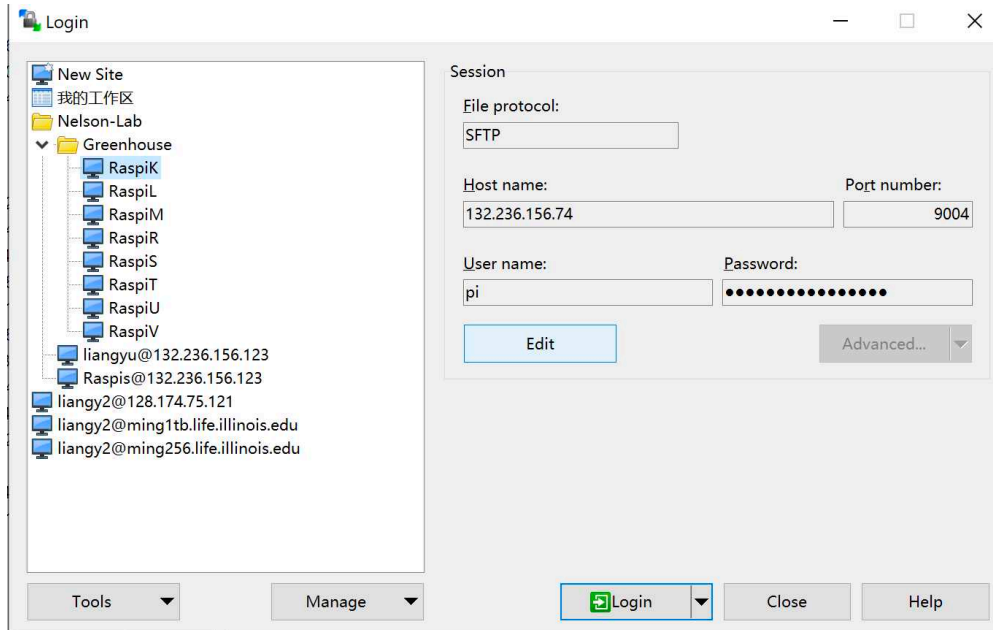 Login
New Site
我的工作区
Nelson-Lab
Greenhouse
RaspiK
RaspiL
RaspiM
RaspiR
RaspiS
RaspiT
RaspiU
RaspiV
liangyu@132.236.156.123
Raspis@132.236.156.123
liangy2@128.174.75.121
liangy2@ming1tb.life.illinois.edu
liangy2@ming256.life.illinois.edu
Session
File protocol:
SFTP
Host name: Port number:
132.236.156.74 9004
User name: Password:
pi ●●●●●●●●●●●●●●●●
Edit Advanced...
Tools Manage Login Close Help